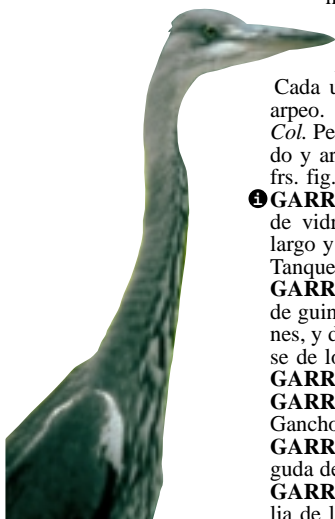 Cada u
arpeo.
Col. Pe
do y ar
frs. fig.
GARR
de vidr
largo y
Tanque
GARR
de guin
nes, y d
se de lo
GARR
GARR
Gancho
GARR
guda de
GARR
lia de l